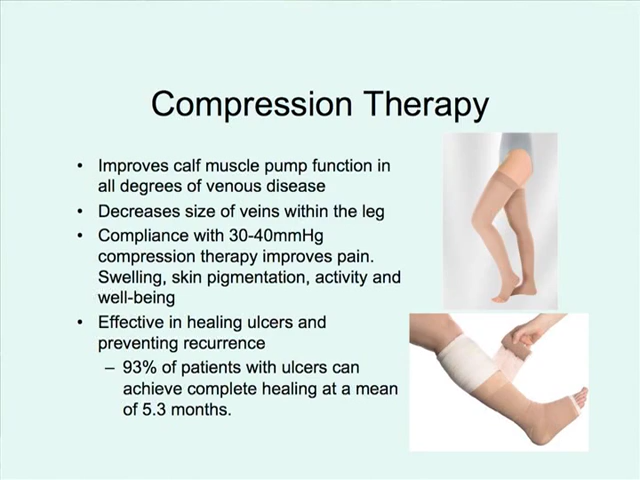 Compression Therapy
• Improves calf muscle pump function in
all degrees of venous disease
• Decreases size of veins within the leg
• Compliance with 30-40mmHg
compression therapy improves pain.
Swelling, skin pigmentation, activity and
well-being
• Effective in healing ulcers and
preventing recurrence
– 93% of patients with ulcers can
achieve complete healing at a mean
of 5.3 months.